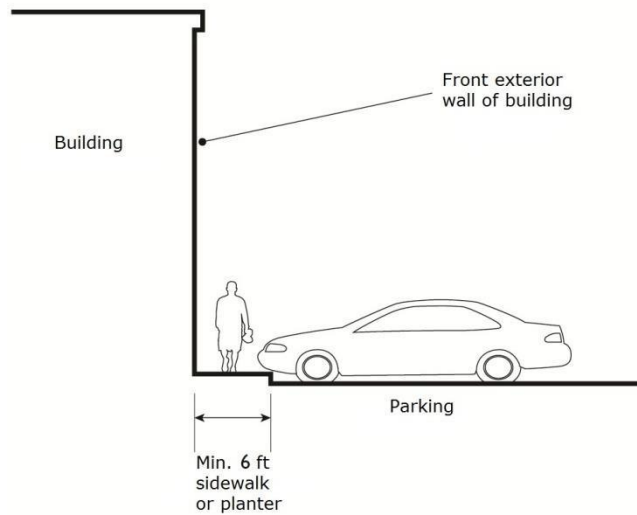 Front exterior
wall of building
Building
Parking
Min. 6 ft
sidewalk
or planter